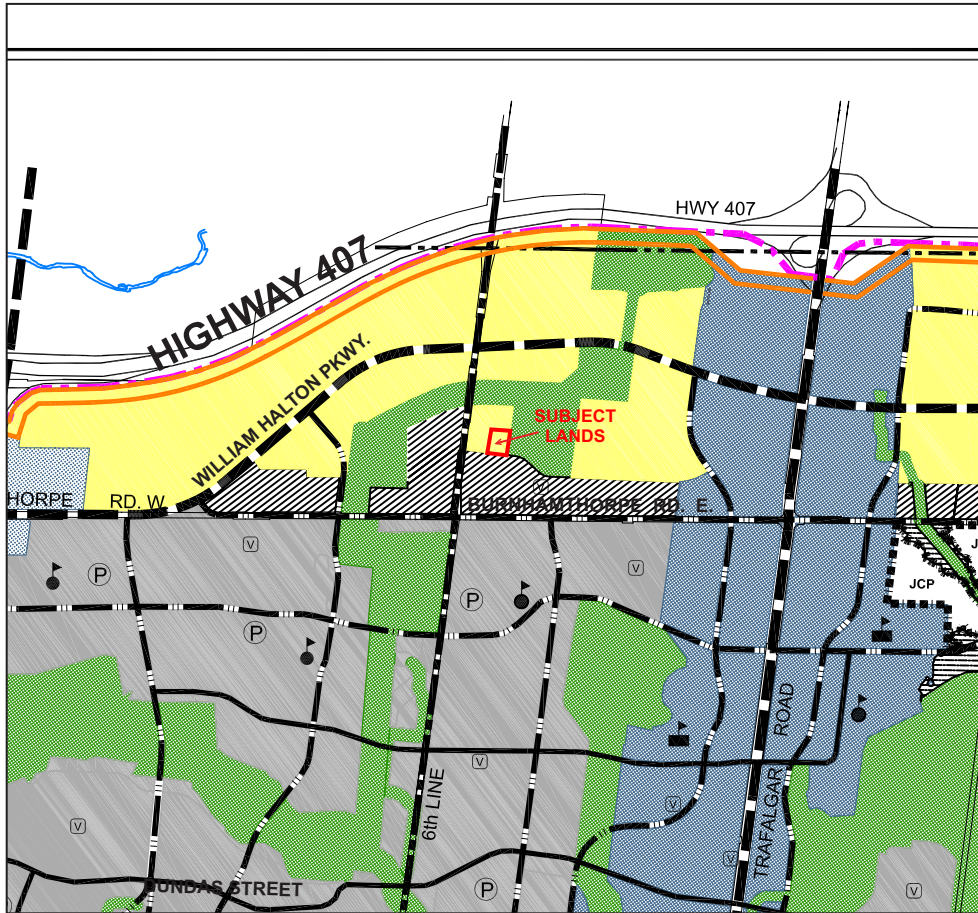 HWY 407
HIGHWAY 407
WILLIAM HALTON PKWY.
SUBJECT
LANDS
V
HORPE RD. W.
BURNHAMTHORPE RD. E.
V
V
J
P
P
JCP
P
ROAD
V
6th LINE
V
V
TRAFALGAR
V
DUNDAS STREET
P
V